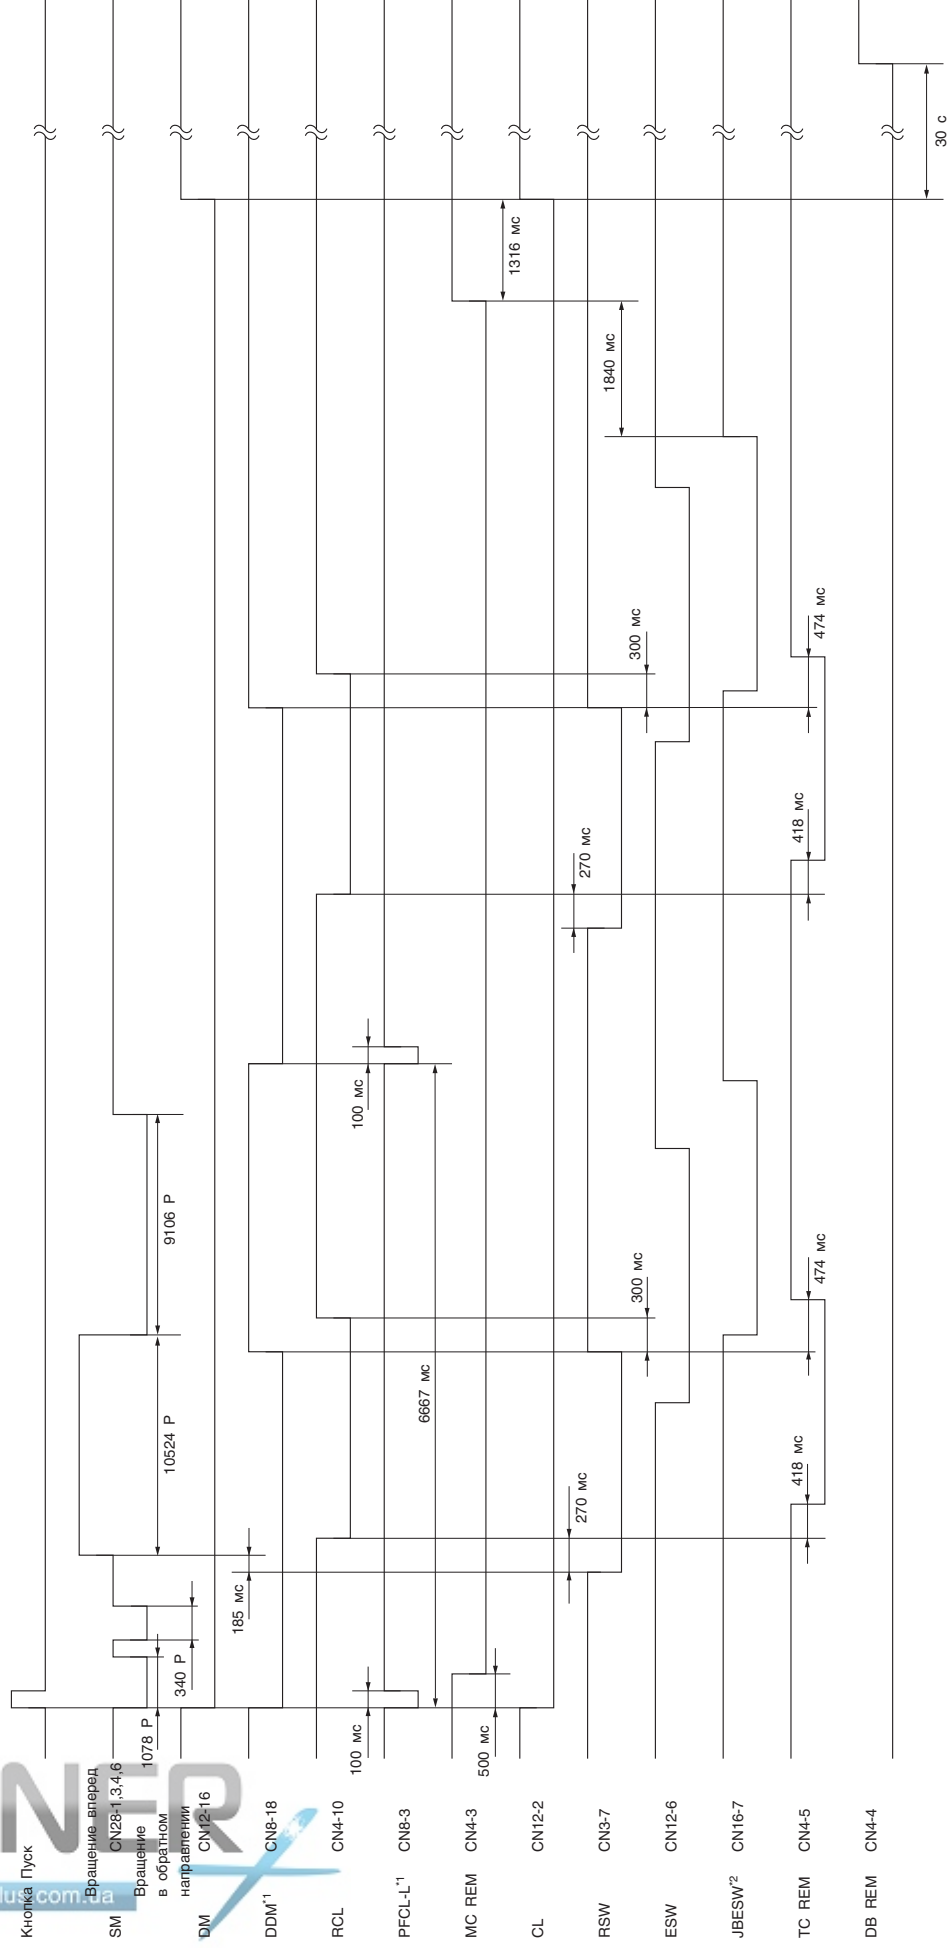 Кнопка Пуск
Вращение вперед
SM CN28-1,3,4,6
Вращение
в обратном
направлении
DM CN12-16
DDM*1 CN8-18
RCL CN4-10
PFCL-L*1 CN8-3
MC REM CN4-3
CL CN12-2
RSW CN3-7
ESW CN12-6
JBESW*2 CN16-7
TC REM CN4-5
DB REM CN4-4
1078 P
340 P
185 мс
10524 P
9106 P
100 мс
100 мс
6667 мс
500 мс
1316 мс
270 мс
270 мс
300 мс
300 мс
1840 мс
418 мс
474 мс
418 мс
474 мс
30 с
NER
lus.com.ua